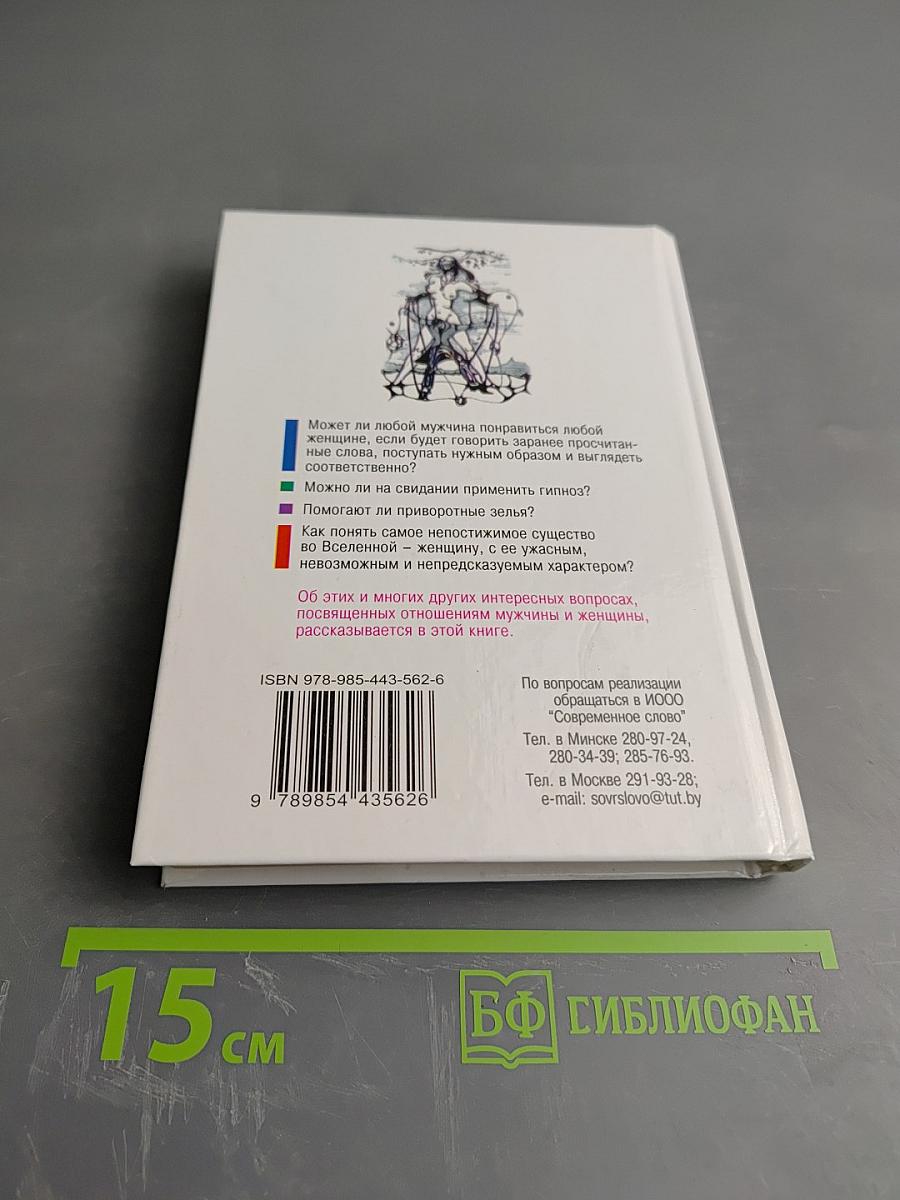 Может ли любой мужчина понравиться любой
женщине, если будет говорить заранее просчитан-
ные слова, поступать нужным образом и выглядеть
соответственно?
Можно ли на свидании применить гипноз?
Помогают ли приворотные зелья?
Как понять самое непостижимое существо
во Вселенной – женщину, с ее ужасным,
невозможным и непредсказуемым характером?
Об этих и многих других интересных вопросах,
посвященных отношениям мужчины и женщины,
рассказывается в этой книге.
ISBN 978-985-443-562-6
9 789854 435626
По вопросам реализации
обращаться в ИООО
"Современное слово"
Тел. в Минске 280-97-24,
280-34-39; 285-76-93.
Тел. в Москве 291-93-28;
e-mail: sovrslovo@tut.by
15 см
БФ БИБЛИОФАН